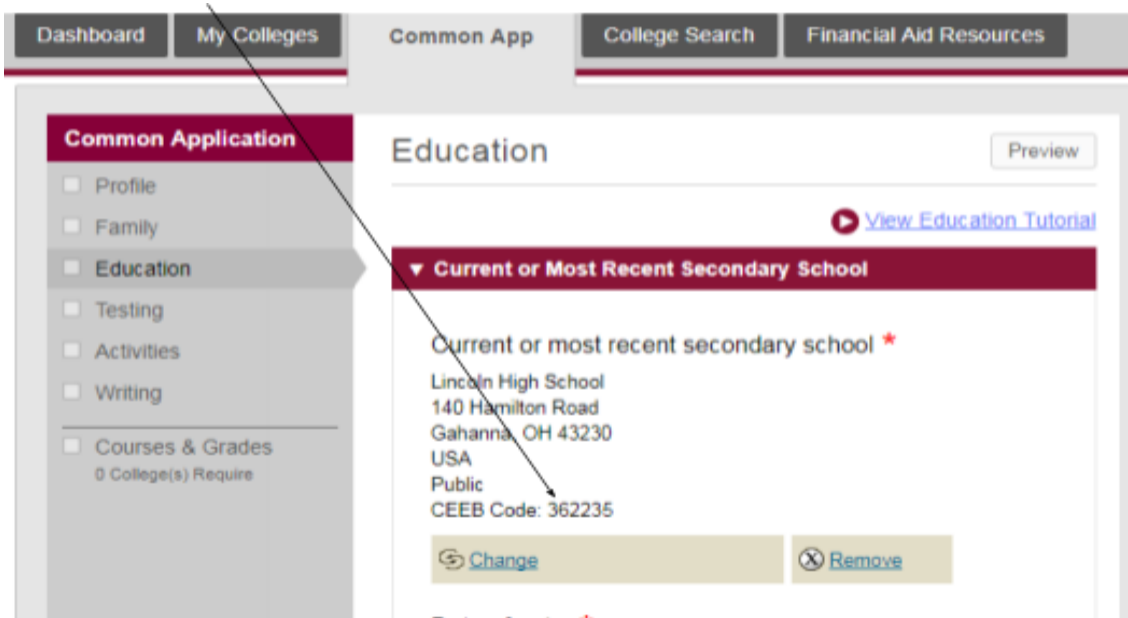 Dashboard
My Colleges
Common App
College Search
Financial Aid Resources
Common Application
Profile
Family
Education
Testing
Activities
Writing
Courses & Grades
0 College(s) Require
Education
Preview
View Education Tutorial
Current or Most Recent Secondary School
Current or most recent secondary school *
Lincoln High School
140 Hamilton Road
Gahanna, OH 43230
USA
Public
CEEB Code: 362235
Change
Remove